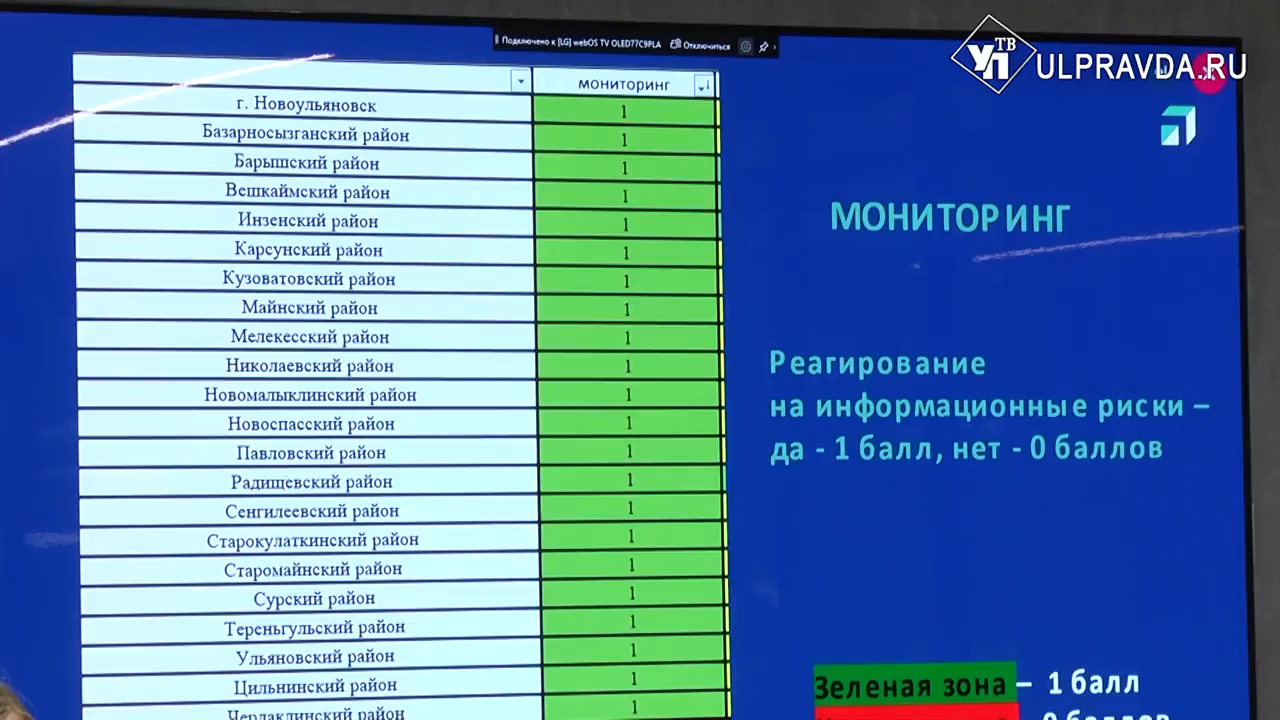 Подключено к [LG] webOS TV OLED77C9PLA Отключиться
ТВ
УП ULPRAVDA.RU
мониторинг
г. Новоульяновск 1
Базарносызганский район 1
Барышский район 1
Вешкаймский район 1
Инзенский район 1
Карсунский район 1
Кузоватовский район 1
Майнский район 1
Мелекесский район 1
Николаевский район 1
Новомалыклинский район 1
Новоспасский район 1
Павловский район 1
Радищевский район 1
Сенгилеевский район 1
Старокулаткинский район 1
Старомайнский район 1
Сурский район 1
Тереньгульский район 1
Ульяновский район 1
Цильнинский район 1
Чердаклинский район 1
МОНИТОРИНГ
Реагирование
на информационные риски –
да - 1 балл, нет - 0 баллов
Зеленая зона – 1 балл